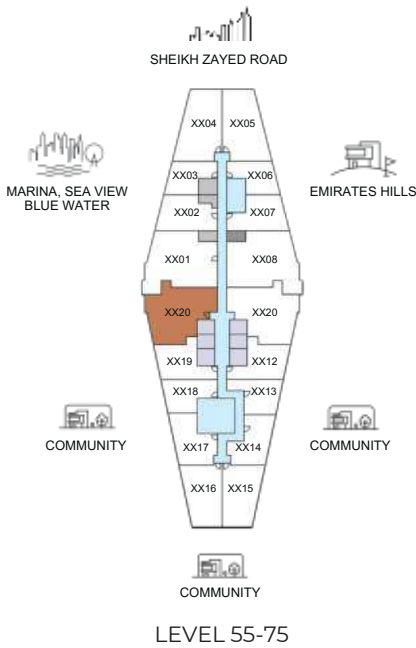 SHEIKH ZAYED ROAD
XX04 XX05
MARINA, SEA VIEW
BLUE WATER
EMIRATES HILLS
XX03 XX06
XX02 XX07
XX01 XX08
XX20 XX20
XX19 XX12
XX18 XX13
COMMUNITY
COMMUNITY
XX17 XX14
XX16 XX15
COMMUNITY
LEVEL 55-75